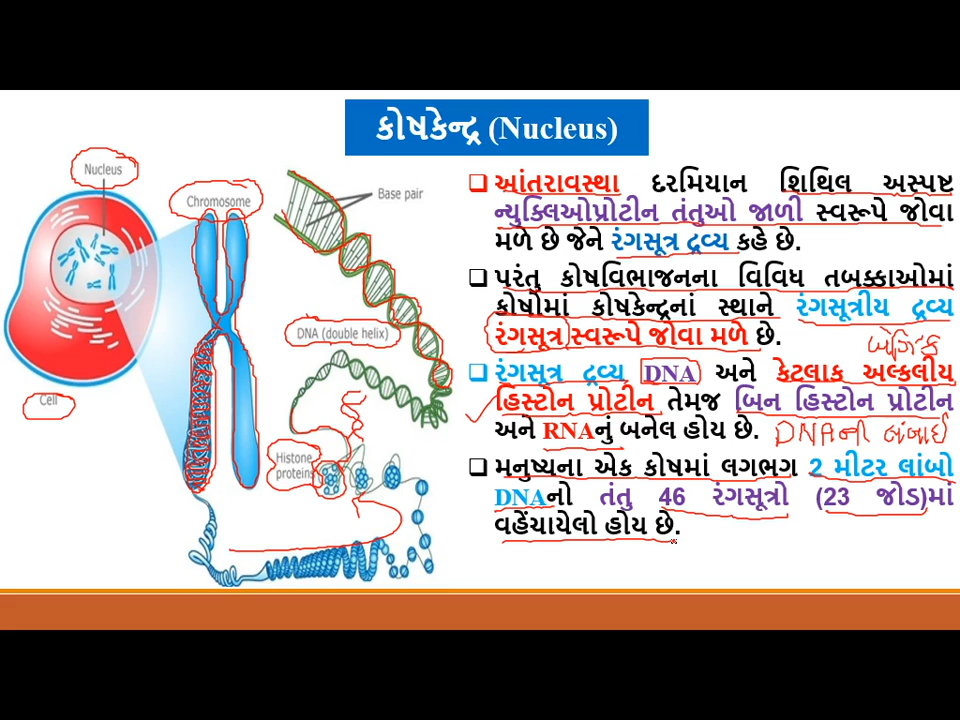 કોષકેન્દ્ર (Nucleus)
Nucleus
Chromosome
Base pair
DNA (double helix)
Cell
Histone
proteins
આંતરાવસ્થા દરમિયાન શિથિલ અસ્પષ્ટ
ન્યુક્લિઓપ્રોટીન તંતુઓ જાળી સ્વરૂપે જોવા
મળે છે જેને રંગસૂત્ર દ્રવ્ય કહે છે.
પરંતુ કોષવિભાજનના વિવિધ તબક્કાઓમાં
કોષોમાં કોષકેન્દ્રનાં સ્થાને રંગસૂત્રીય દ્રવ્ય
રંગસૂત્ર સ્વરૂપે જોવા મળે છે.
બેઝિક
રંગસૂત્ર દ્રવ્ય DNA અને કેટલાક અલ્કલીય
હિસ્ટોન પ્રોટીન તેમજ બિન હિસ્ટોન પ્રોટીન
અને RNAનું બનેલ હોય છે. DNAની લંબાઈ
મનુષ્યના એક કોષમાં લગભગ 2 મીટર લાંબો
DNAનો તંતુ 46 રંગસૂત્રો (23 જોડ)માં
વહેંચાયેલો હોય છે.